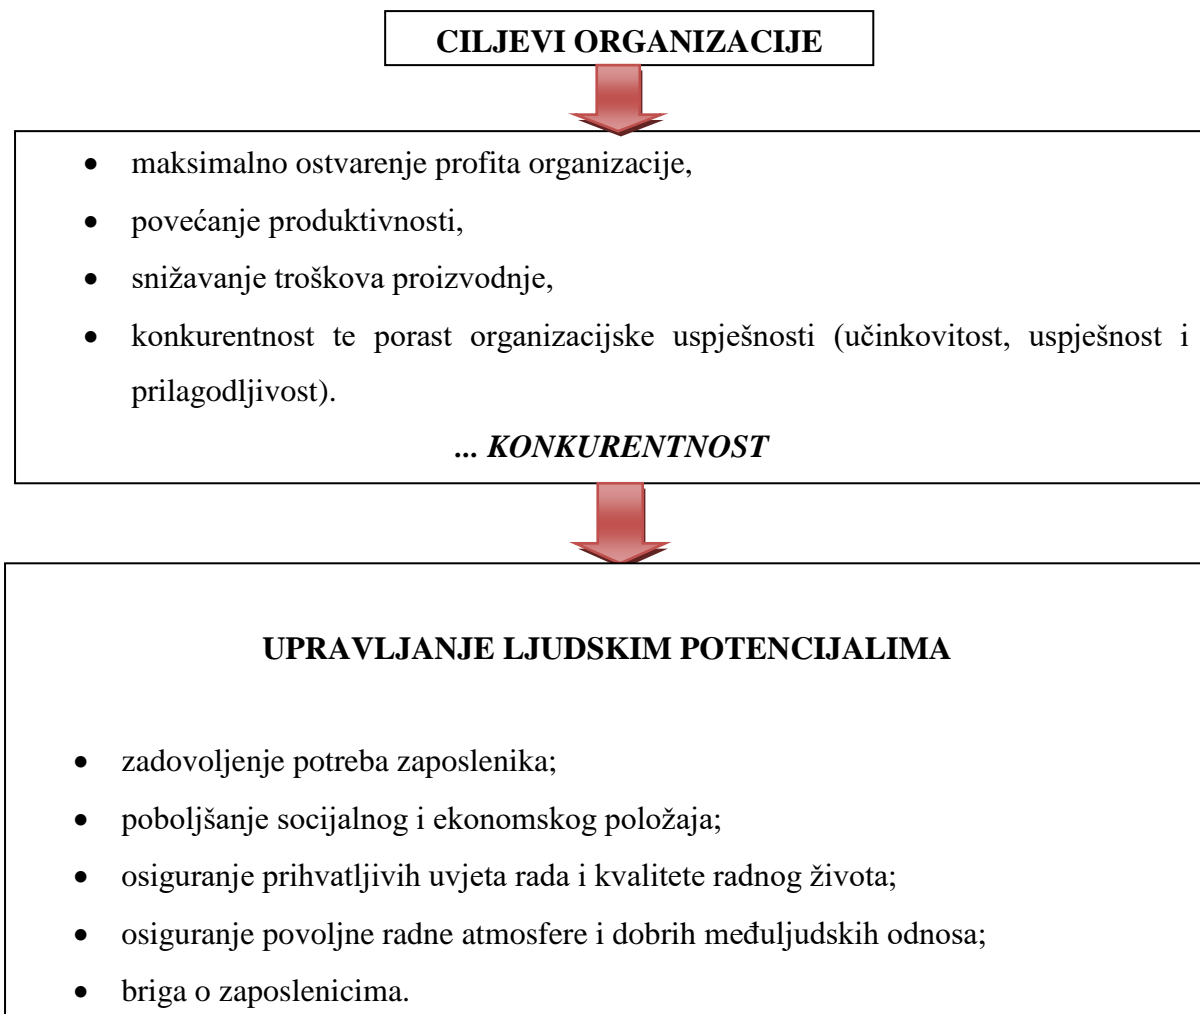 CILJEVI ORGANIZACIJE
• maksimalno ostvarenje profita organizacije,
• povećanje produktivnosti,
• snižavanje troškova proizvodnje,
• konkurentnost te porast organizacijske uspješnosti (učinkovitost, uspješnost i
prilagodljivost).
... KONKURENTNOST
UPRAVLJANJE LJUDSKIM POTENCIJALIMA
• zadovoljenje potreba zaposlenika;
• poboljšanje socijalnog i ekonomskog položaja;
• osiguranje prihvatljivih uvjeta rada i kvalitete radnog života;
• osiguranje povoljne radne atmosfere i dobrih međuljudskih odnosa;
• briga o zaposlenicima.